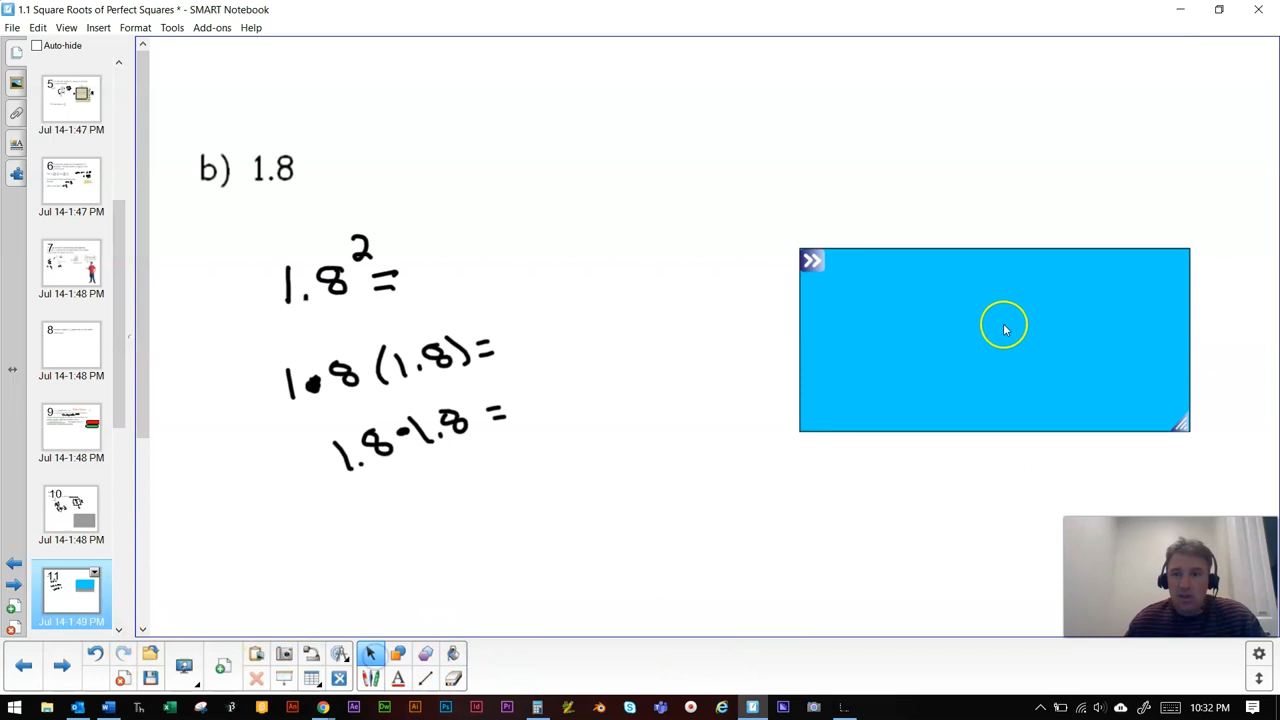 1.1 Square Roots of Perfect Squares * - SMART Notebook
File Edit View Insert Format Tools Add-ons Help
Auto-hide
5
Jul 14-1:47 PM
6
Jul 14-1:47 PM
7
Jul 14-1:48 PM
8
Jul 14-1:48 PM
9
Jul 14-1:48 PM
10
Jul 14-1:48 PM
11
Jul 14-1:49 PM
b) 1.8
1.8²=
1.8(1.8)=
1.8·1.8=
10:32 PM